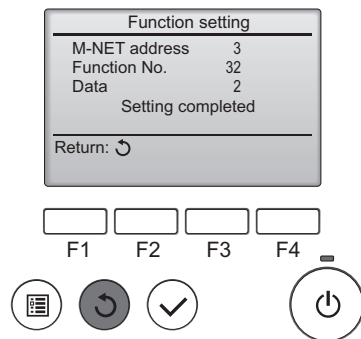 Function setting
M-NET address 3
Function No. 32
Data 2
Setting completed
Return:
F1 F2 F3 F4